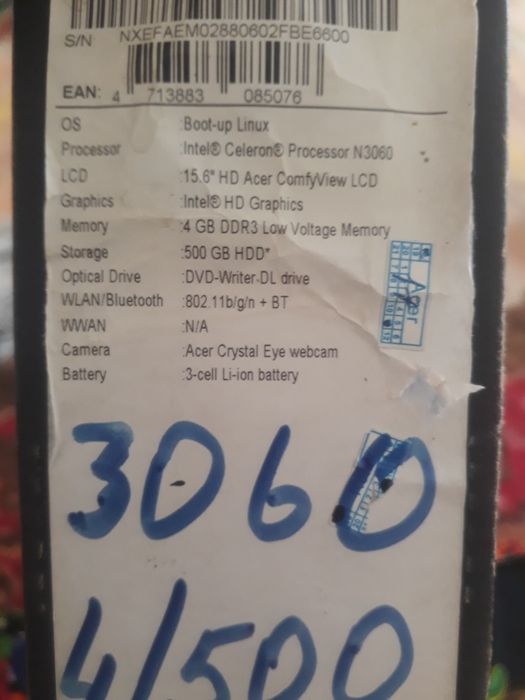 S/N: NXEFAEM02880602FBE6600
EAN: 4 713883 085076
OS :Boot-up Linux
Processor :Intel® Celeron® Processor N3060
LCD :15.6" HD Acer ComfyView LCD
Graphics :Intel® HD Graphics
Memory :4 GB DDR3 Low Voltage Memory
Storage :500 GB HDD*
Optical Drive :DVD-Writer-DL drive
WLAN/Bluetooth :802.11b/g/n + BT
WWAN :N/A
Camera :Acer Crystal Eye webcam
Battery :3-cell Li-ion battery
Acer
3060
4/500